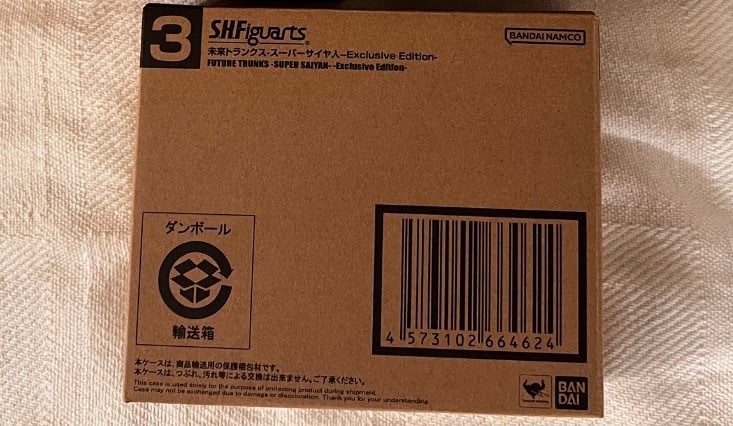 3
S.H.Figuarts
BANDAI NAMCO
未来トランクス-スーパーサイヤ人-Exclusive Edition-
FUTURE TRUNKS -SUPER SAIYAN- -Exclusive Edition-
ダンボール
輸送箱
4 573102 664624
本ケースは、商品輸送用の保護梱包材です。
本ケースは、つぶれ、汚れ等による交換は出来ません。ご了承ください。
This case is used solely for the purpose of protecting product during shipment.
Case may not be exchanged due to damage or discoloration. Thank you for your understanding
BAN
DAI